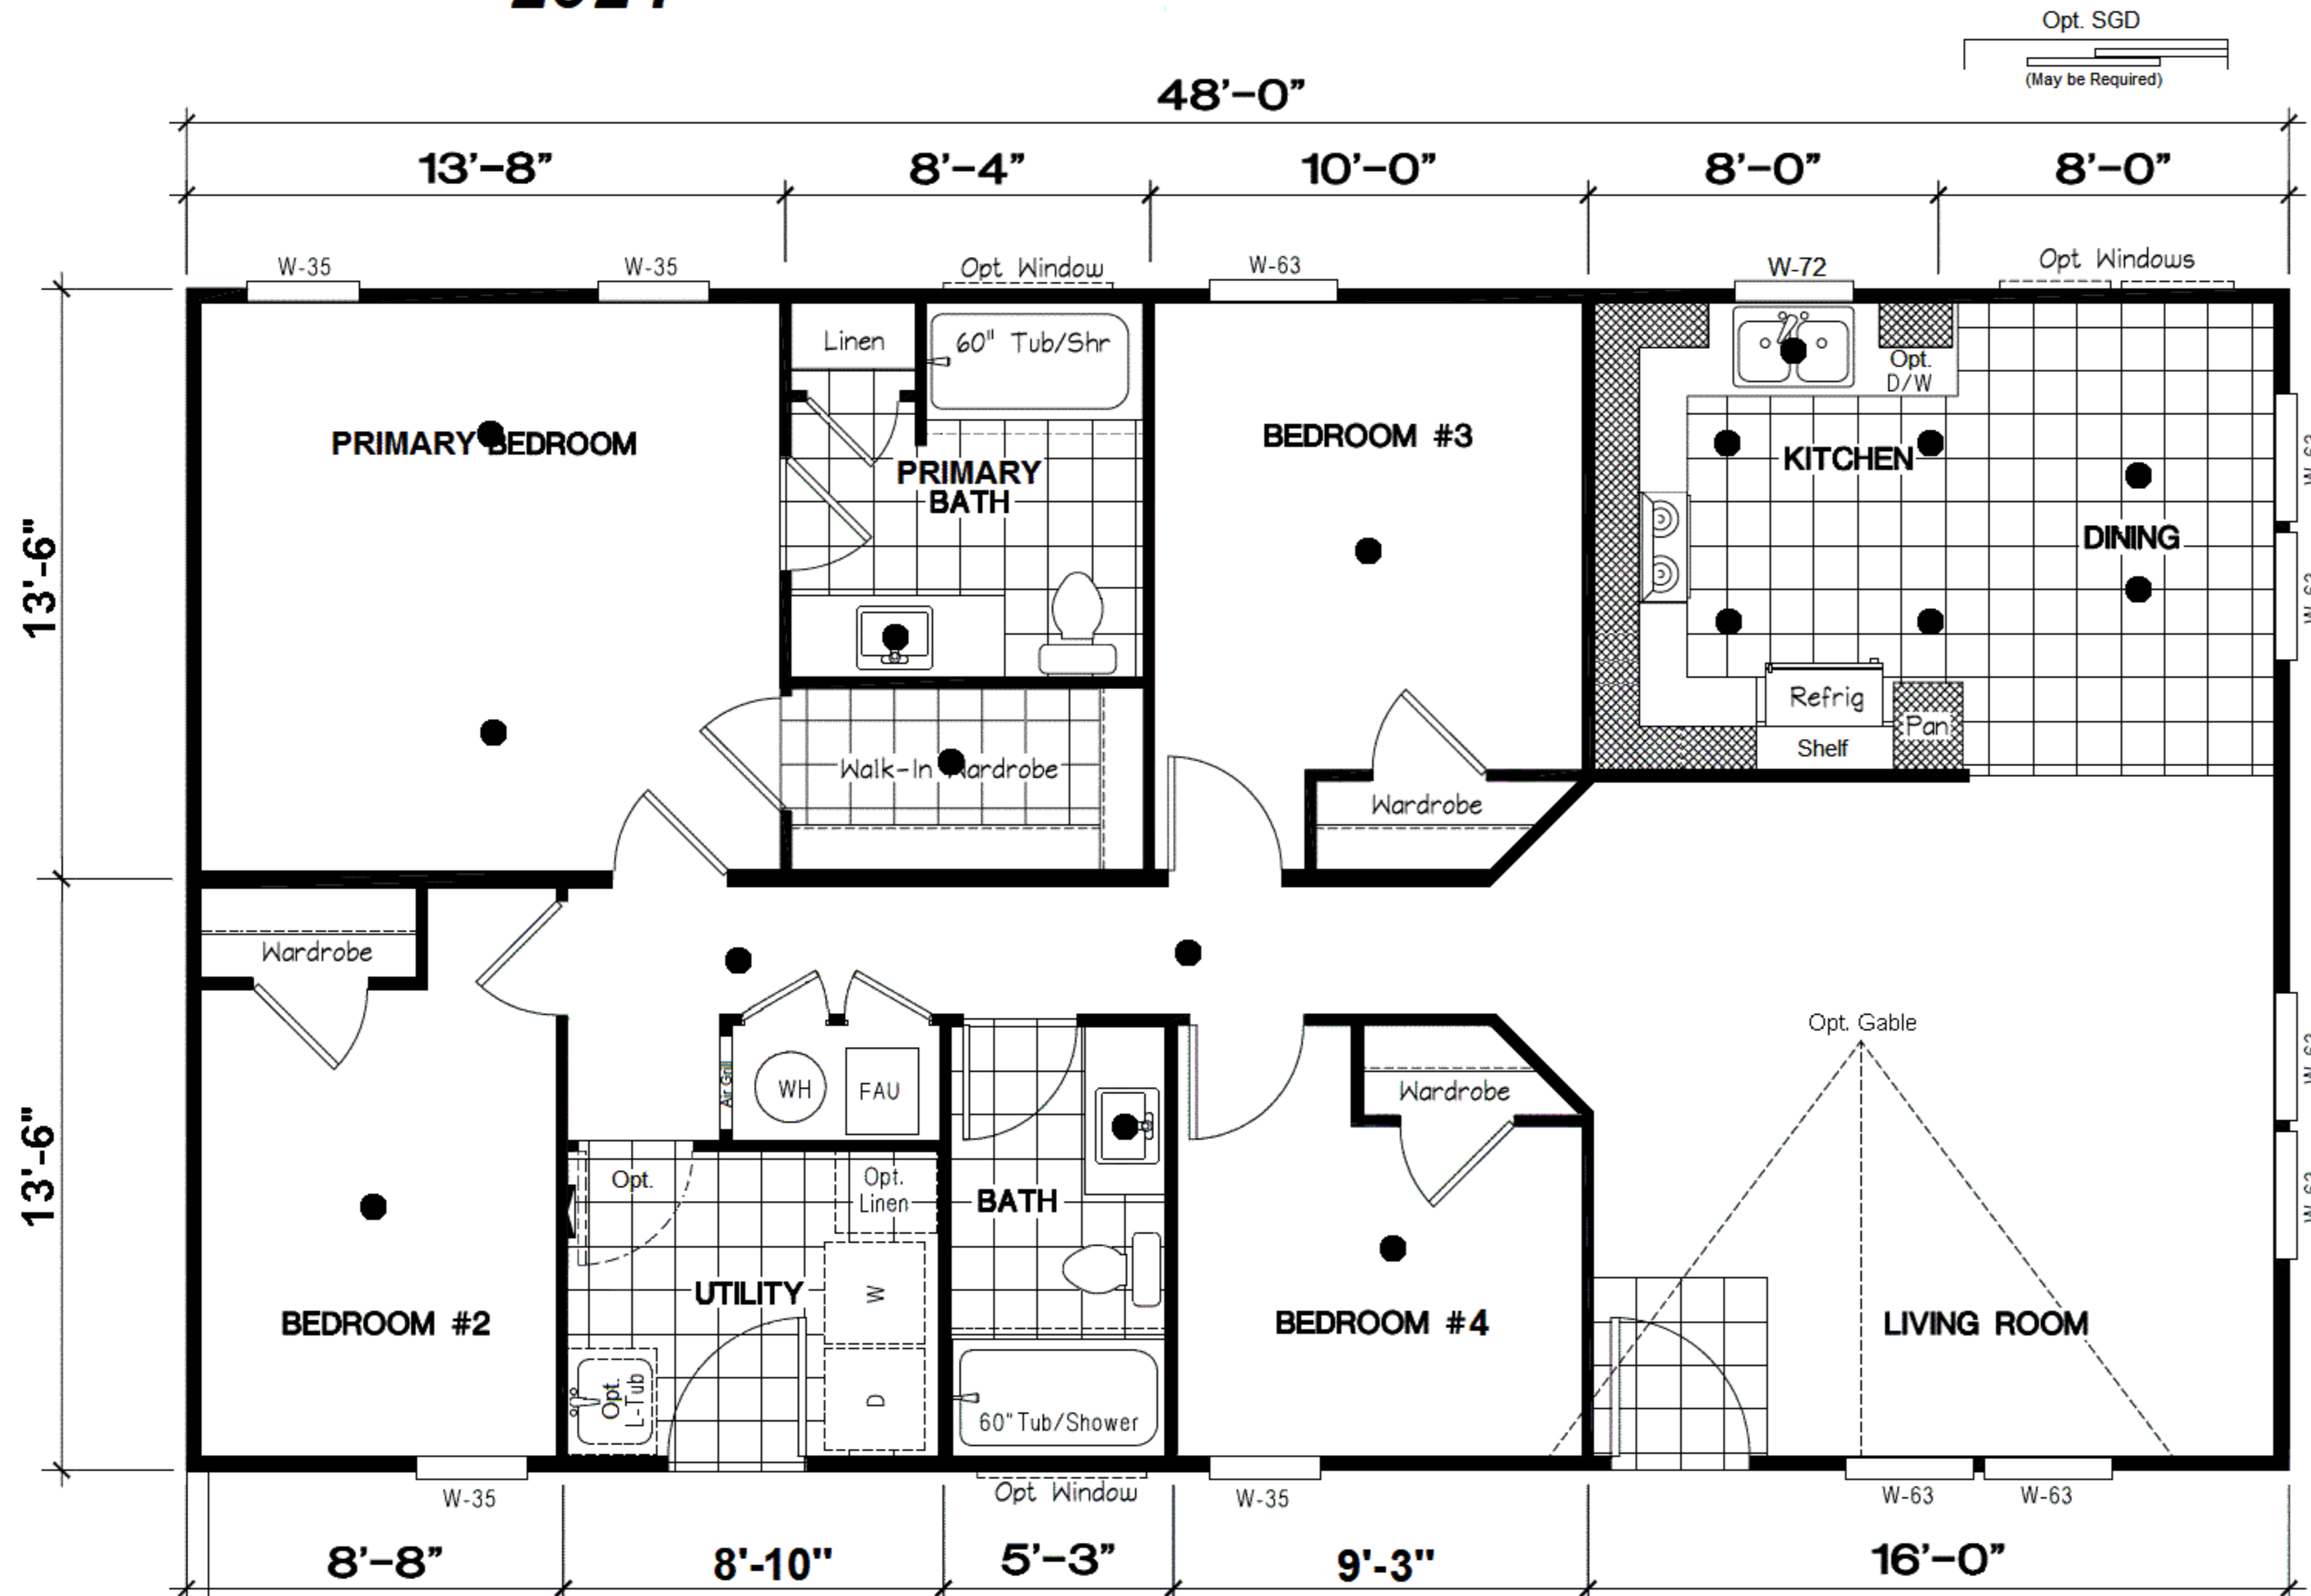 Opt. SGD
(May be Required)
48'-0"
13'-8"
8'-4"
10'-0"
8'-0"
8'-0"
W-35
W-35
Opt Window
W-63
W-72
Opt Windows
Linen
60" Tub/Shr
Opt.
D/W
PRIMARY BEDROOM
PRIMARY
BATH
BEDROOM #3
KITCHEN
DINING
W-63
W-63
13'-6"
Refrig
Pan
Shelf
Walk-In Wardrobe
Wardrobe
Wardrobe
Opt. Gable
W-63
W-63
WH
FAU
Air Grill
Wardrobe
13'-6"
Opt.
Opt.
Linen
BATH
W
UTILITY
BEDROOM #2
BEDROOM #4
LIVING ROOM
Opt.
L-Tub
D
60" Tub/Shower
W-35
Opt Window
W-35
W-63
W-63
8'-8"
8'-10"
5'-3"
9'-3"
16'-0"